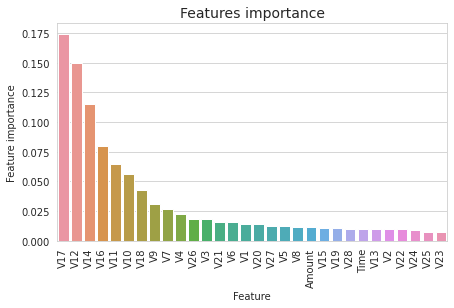 Features importance
Feature importance
0.175
0.150
0.125
0.100
0.075
0.050
0.025
0.000
V17 V12 V14 V16 V11 V10 V18 V9 V7 V4 V26 V3 V21 V6 V1 V20 V27 V5 V8 Amount V15 V19 V28 Time V13 V2 V22 V24 V25 V23
Feature